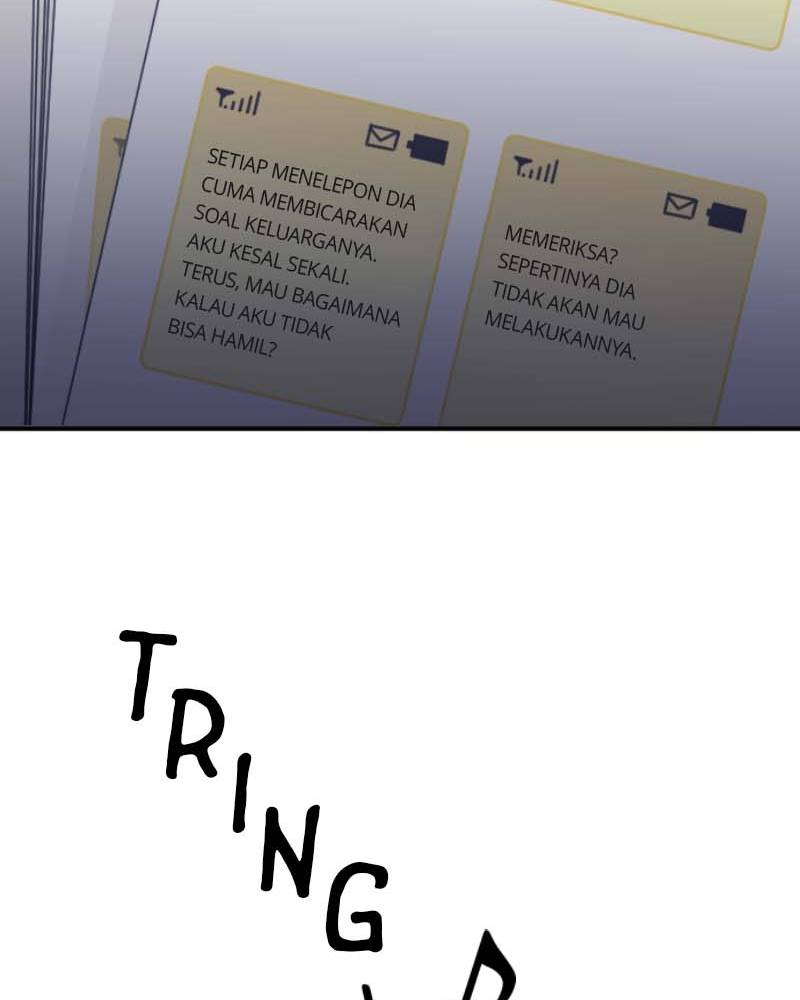 SETIAP MENELEPON DIA
CUMA MEMBICARAKAN
SOAL KELUARGANYA.
AKU KESAL SEKALI.
TERUS, MAU BAGAIMANA
KALAU AKU TIDAK
BISA HAMIL?
MEMERIKSA?
SEPERTINYA DIA
TIDAK AKAN MAU
MELAKUKANNYA.
TRING